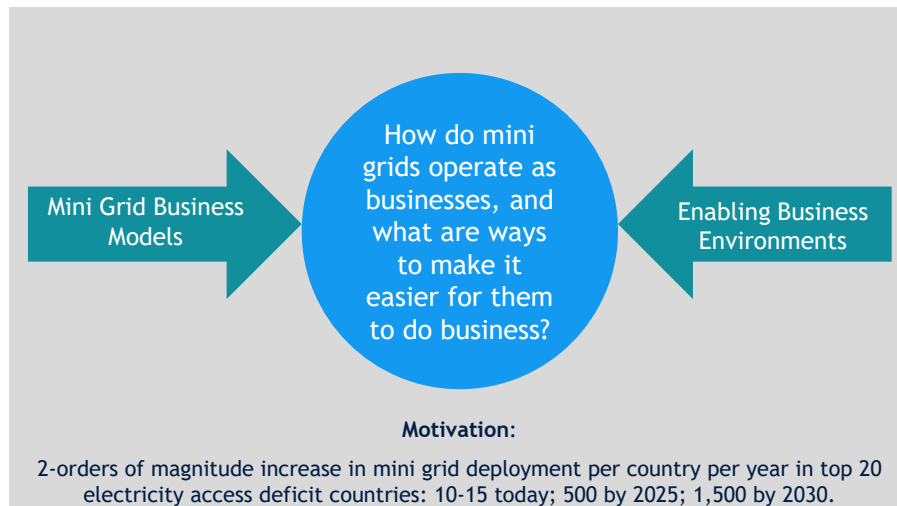 Mini Grid Business
Models
How do mini
grids operate as
businesses, and
what are ways
to make it
easier for them
to do business?
Enabling Business
Environments
Motivation:
2-orders of magnitude increase in mini grid deployment per country per year in top 20
electricity access deficit countries: 10-15 today; 500 by 2025; 1,500 by 2030.